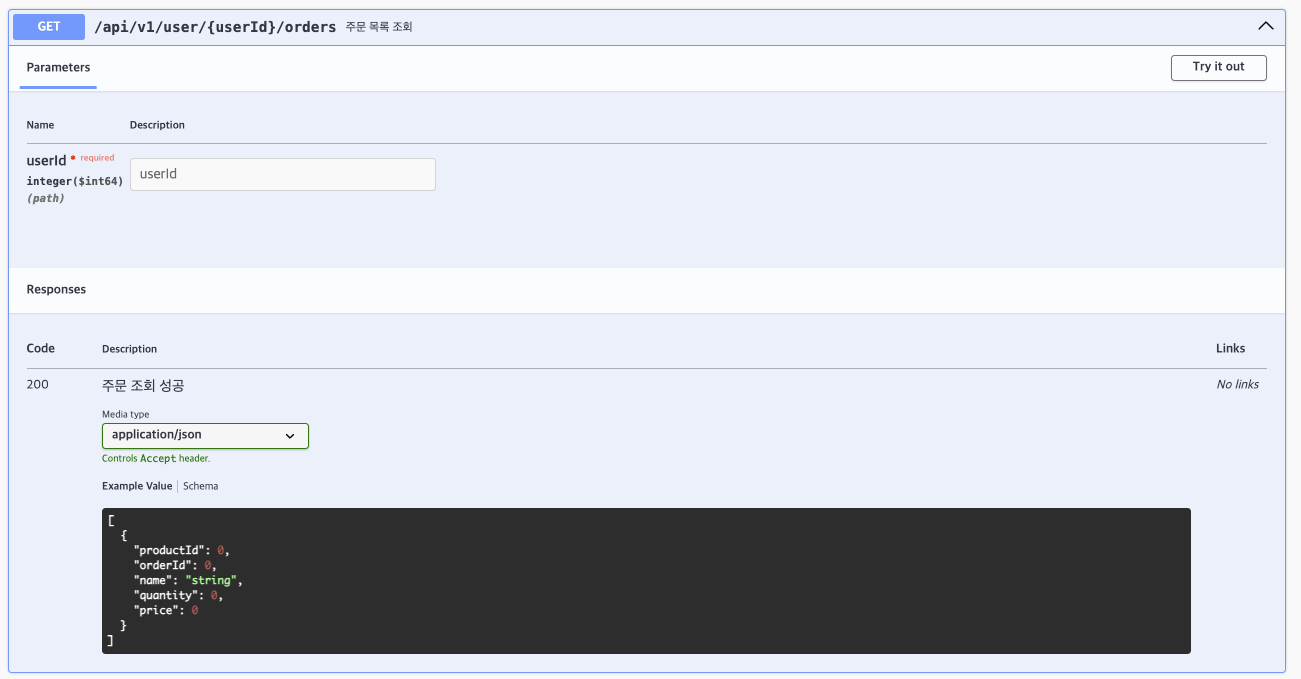 GET /api/v1/user/{userId}/orders 주문 목록 조회
Parameters Try it out
Name Description
userId * required userId
integer($int64)
(path)
Responses
Code Description Links
200 주문 조회 성공 No links
Media type
application/json
Controls Accept header.
Example Value Schema
[
{
"productId": 0,
"orderId": 0,
"name": "string",
"quantity": 0,
"price": 0
}
]